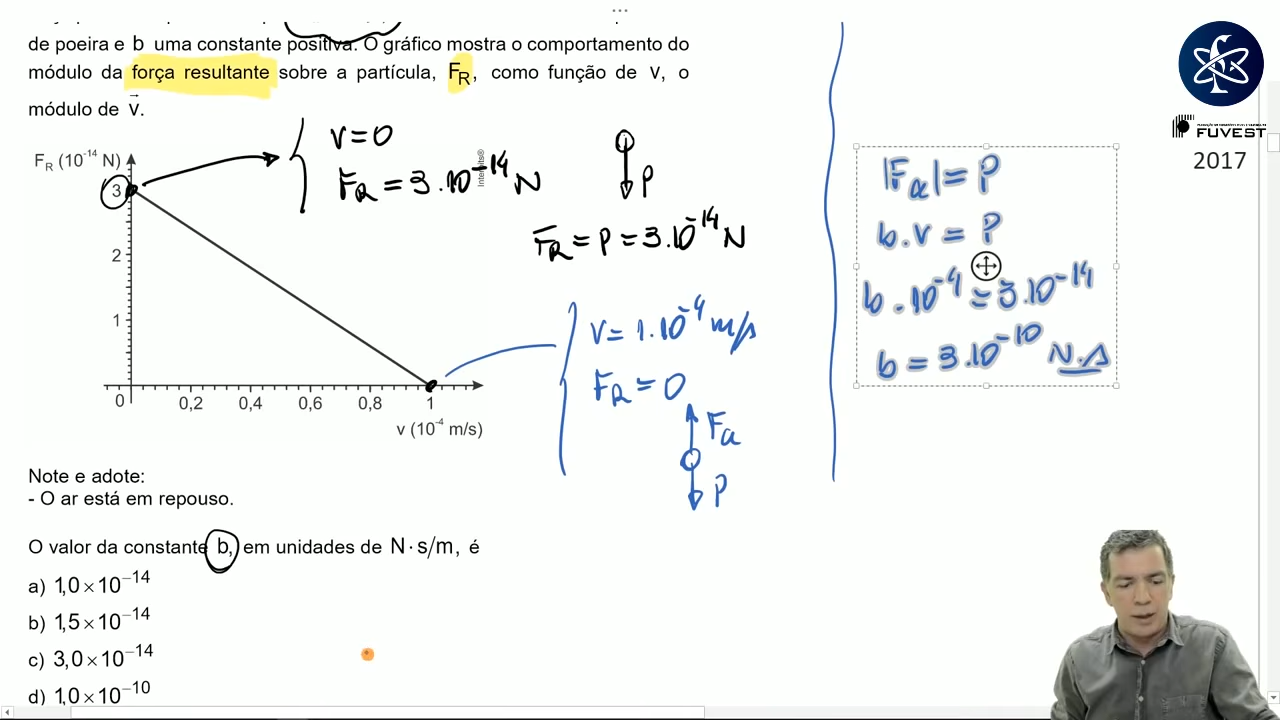 de poeira e b uma constante positiva. O gráfico mostra o comportamento do
módulo da força resultante sobre a partícula, F_R, como função de v, o
módulo de v⃗.
F_R (10⁻¹⁴ N)
3
2
1
0
0,2
0,4
0,6
0,8
1
v (10⁻⁴ m/s)
Interbits®
v=0
F_R = 3.10⁻¹⁴ N
P
F_R = P = 3.10⁻¹⁴ N
v = 1.10⁻⁴ m/s
F_R = 0
F_a
P
|F_a| = P
b.v = P
b.10⁻⁴ = 3.10⁻¹⁴
b = 3.10⁻¹⁰ N.s
FUVEST
2017
Note e adote:
- O ar está em repouso.
O valor da constante b, em unidades de N·s/m, é
a) 1,0×10⁻¹⁴
b) 1,5×10⁻¹⁴
c) 3,0×10⁻¹⁴
d) 1,0×10⁻¹⁰